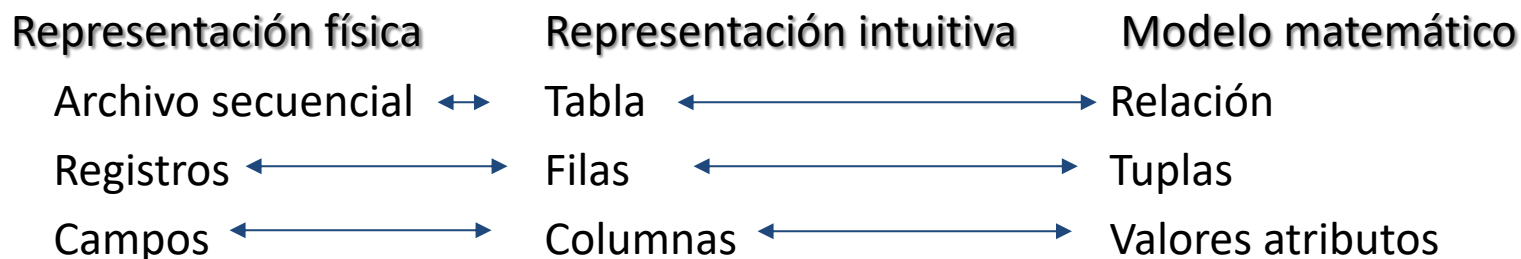 Representación física Representación intuitiva Modelo matemático
Archivo secuencial Tabla Relación
Registros Filas Tuplas
Campos Columnas Valores atributos